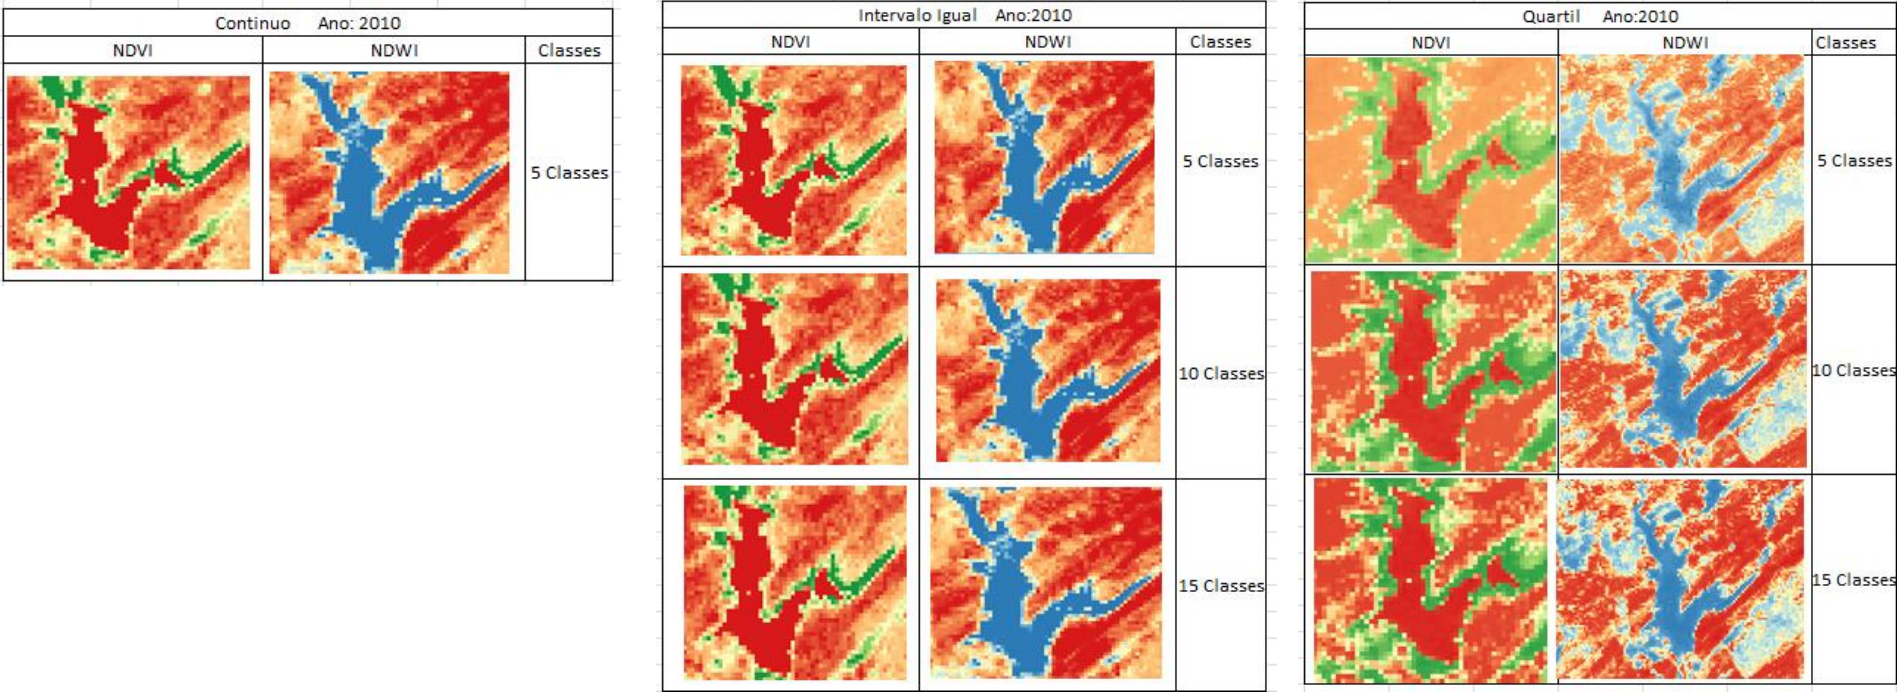 Continuo Ano: 2010
NDVI NDWI Classes
5 Classes
Intervalo Igual Ano:2010
NDVI NDWI Classes
5 Classes
10 Classes
15 Classes
Quartil Ano:2010
NDVI NDWI Classes
5 Classes
10 Classes
15 Classes